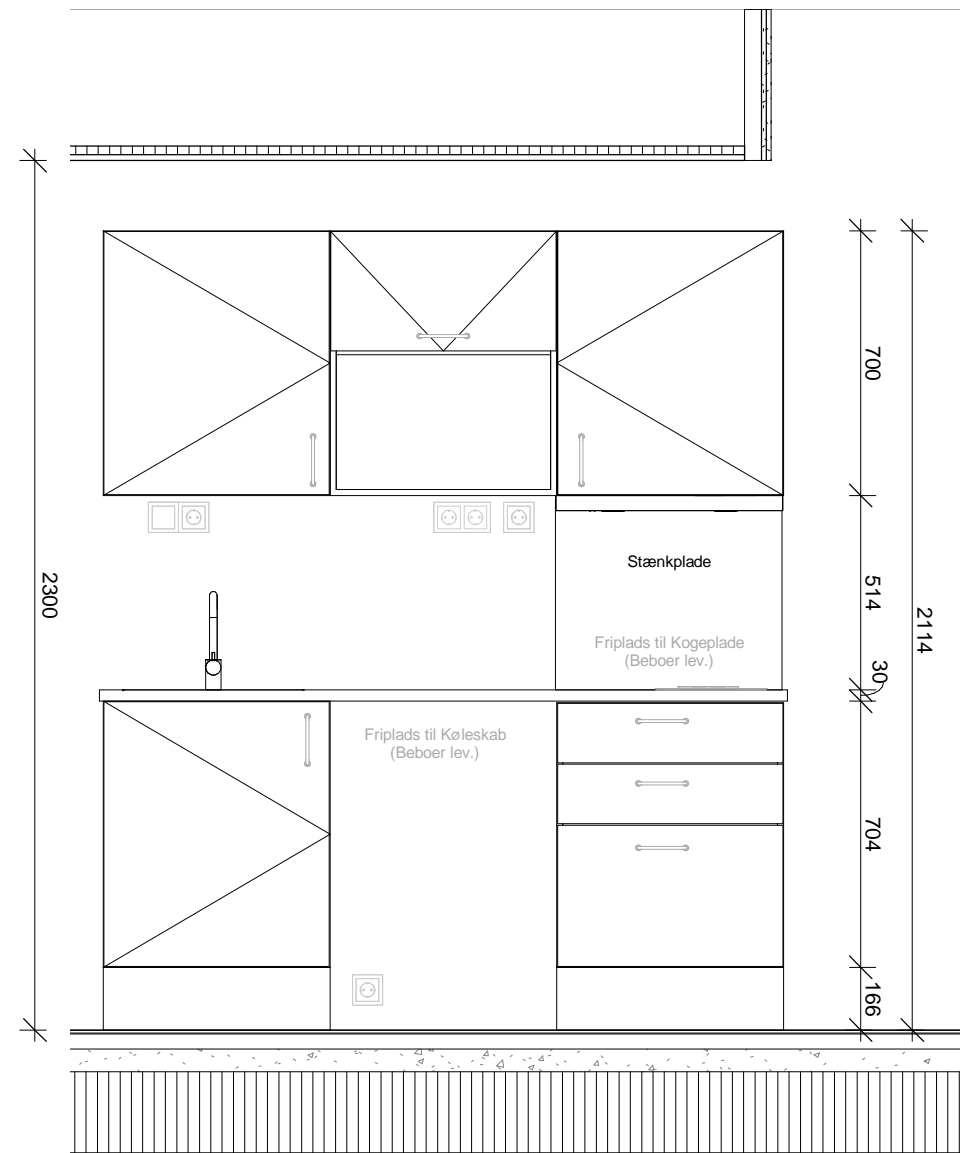 700
2114
514
2300
Stænkplade
Friplads til Kogeplade
(Beboer lev.)
30
Friplads til Køleskab
(Beboer lev.)
704
166